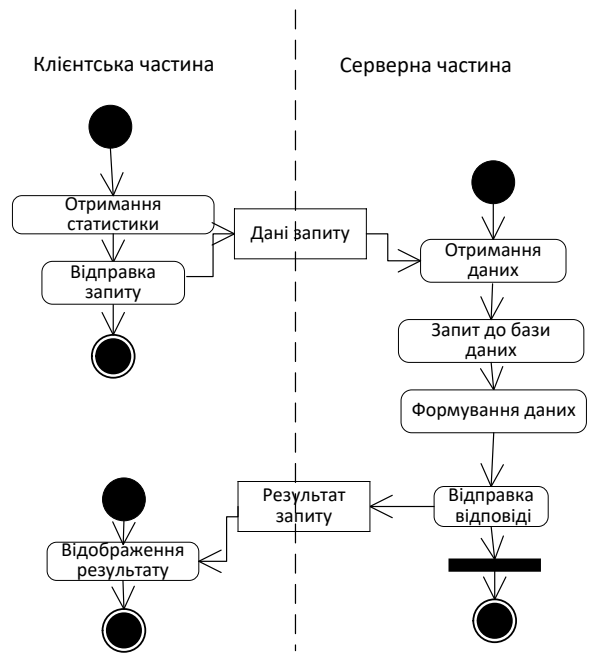 Клієнтська частина
Серверна частина
Отримання
статистики
Відправка
запиту
Дані запиту
Отримання
даних
Запит до бази
даних
Формування даних
Відправка
відповіді
Результат
запиту
Відображення
результату